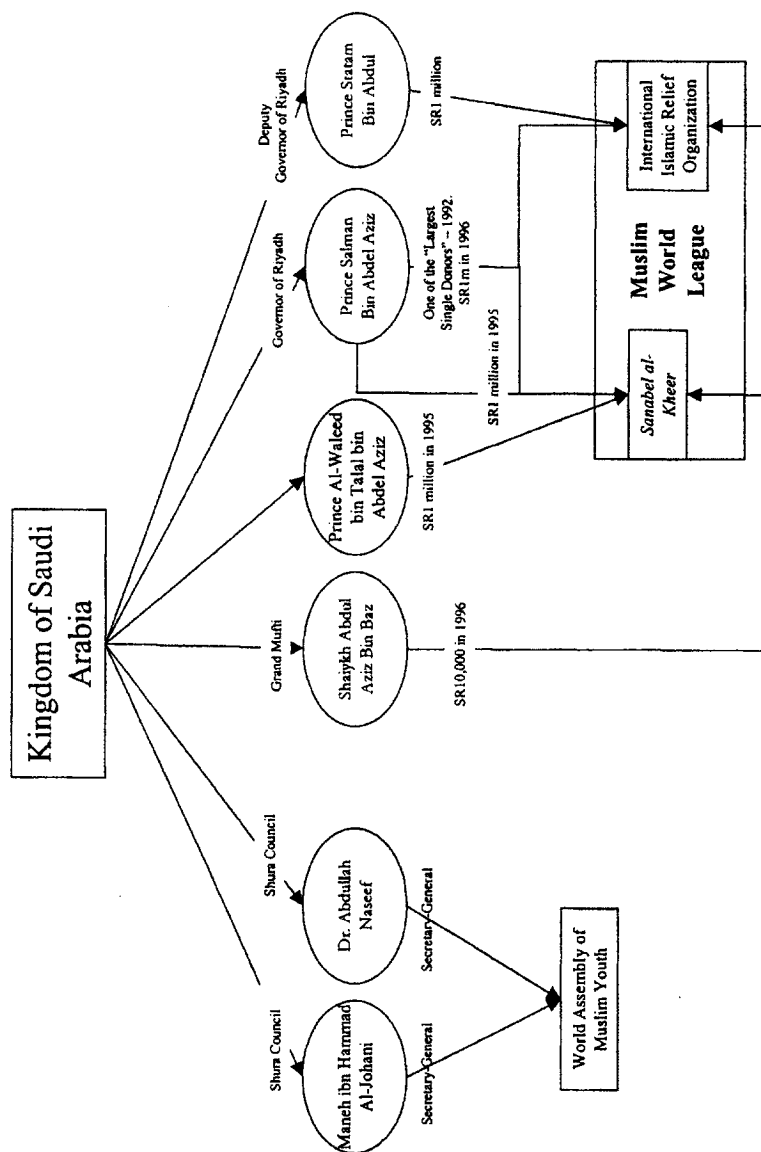 Kingdom of Saudi
Arabia
Shura Council
Shura Council
Grand Mufti
Governor of Riyadh
Deputy
Governor of Riyadh
Maneh ibn Hammad
Al-Johani
Dr. Abdullah
Naseef
Shaiykh Abdul
Aziz Bin Baz
Prince Al-Waleed
bin Talal bin
Abdel Aziz
Prince Salman
Bin Abdel Aziz
Prince Statam
Bin Abdul
Secretary-General
Secretary-General
SR10,000 in 1996
SR1 million in 1995
One of the "Largest
Single Donors" – 1992.
SR1m in 1996
SR1 million
SR1 million in 1995
World Assembly of
Muslim Youth
Sanabel al-
Kheer
Muslim
World
League
International
Islamic Relief
Organization